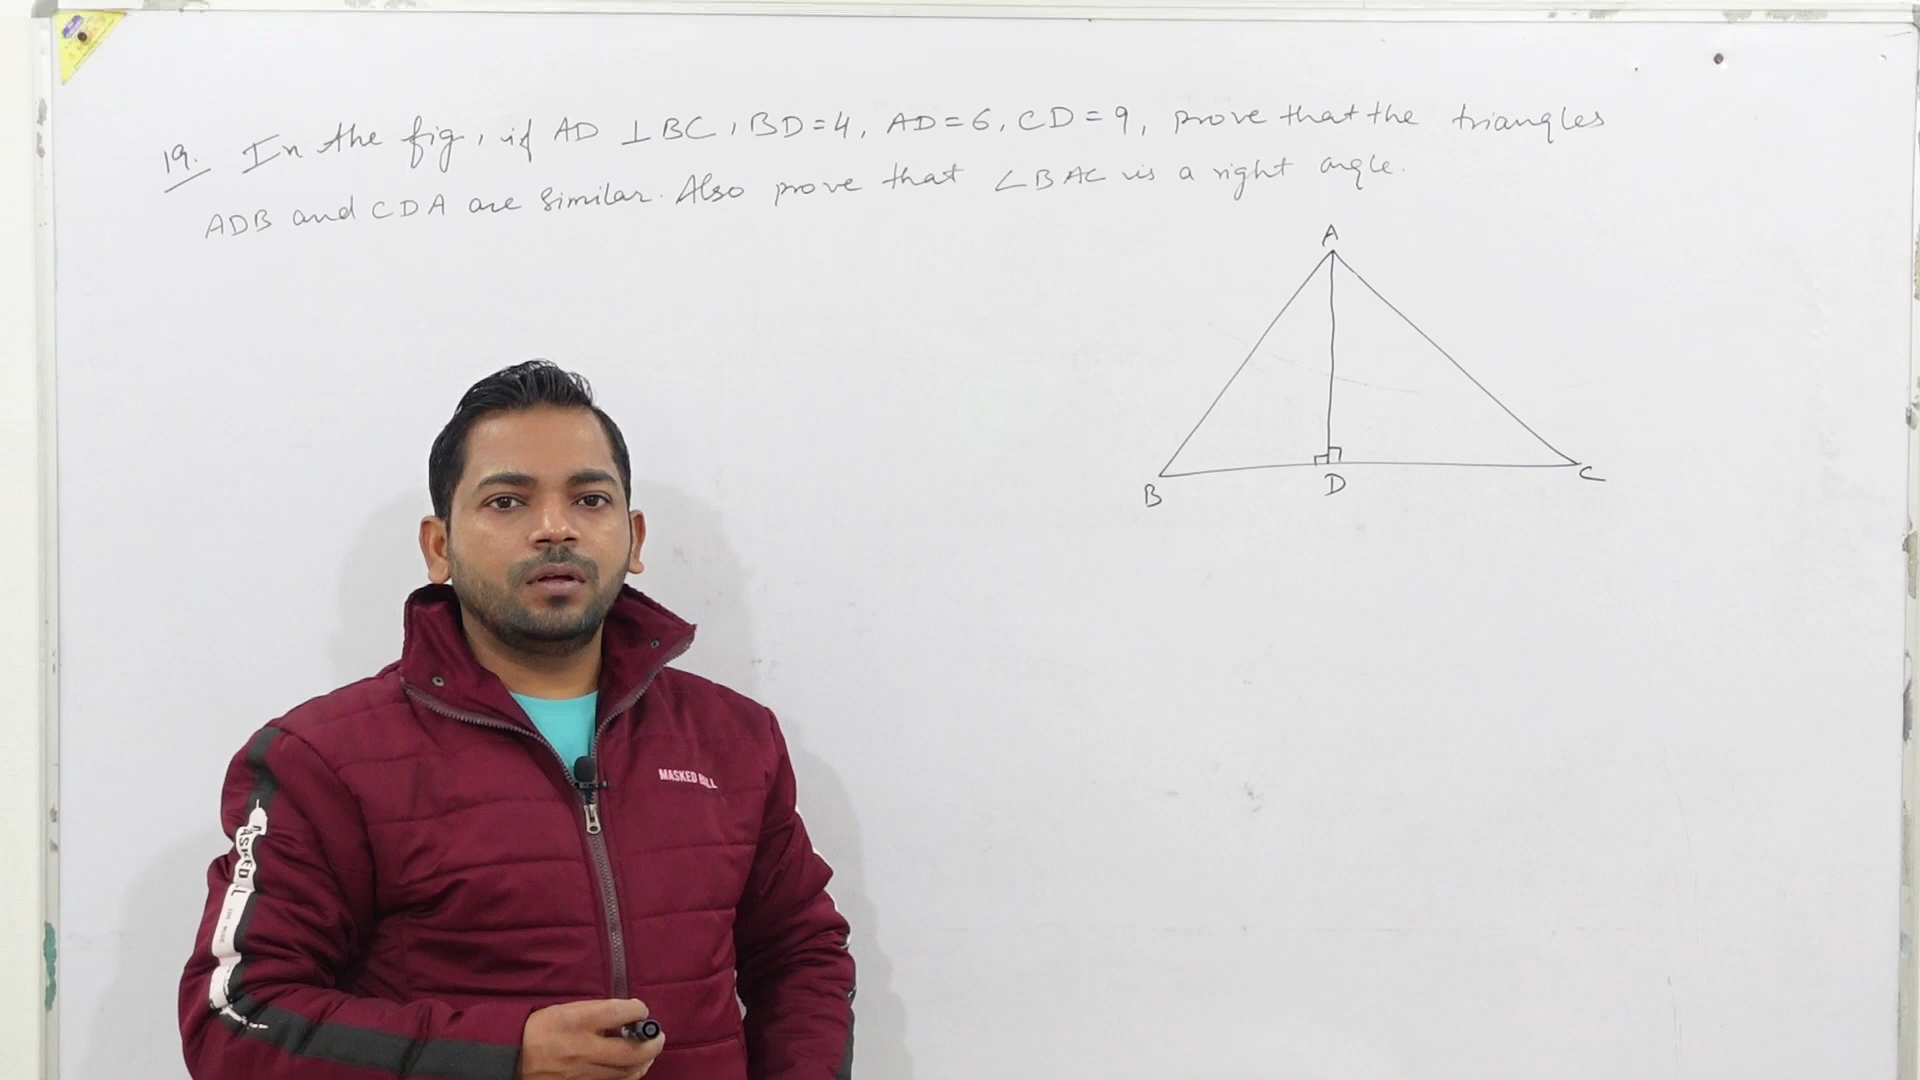 19. In the fig, if AD ⊥ BC, BD=4, AD=6, CD=9, prove that the triangles
ADB and CDA are similar. Also prove that ∠BAC is a right angle.
A
B
D
C
MASKED
ASKED